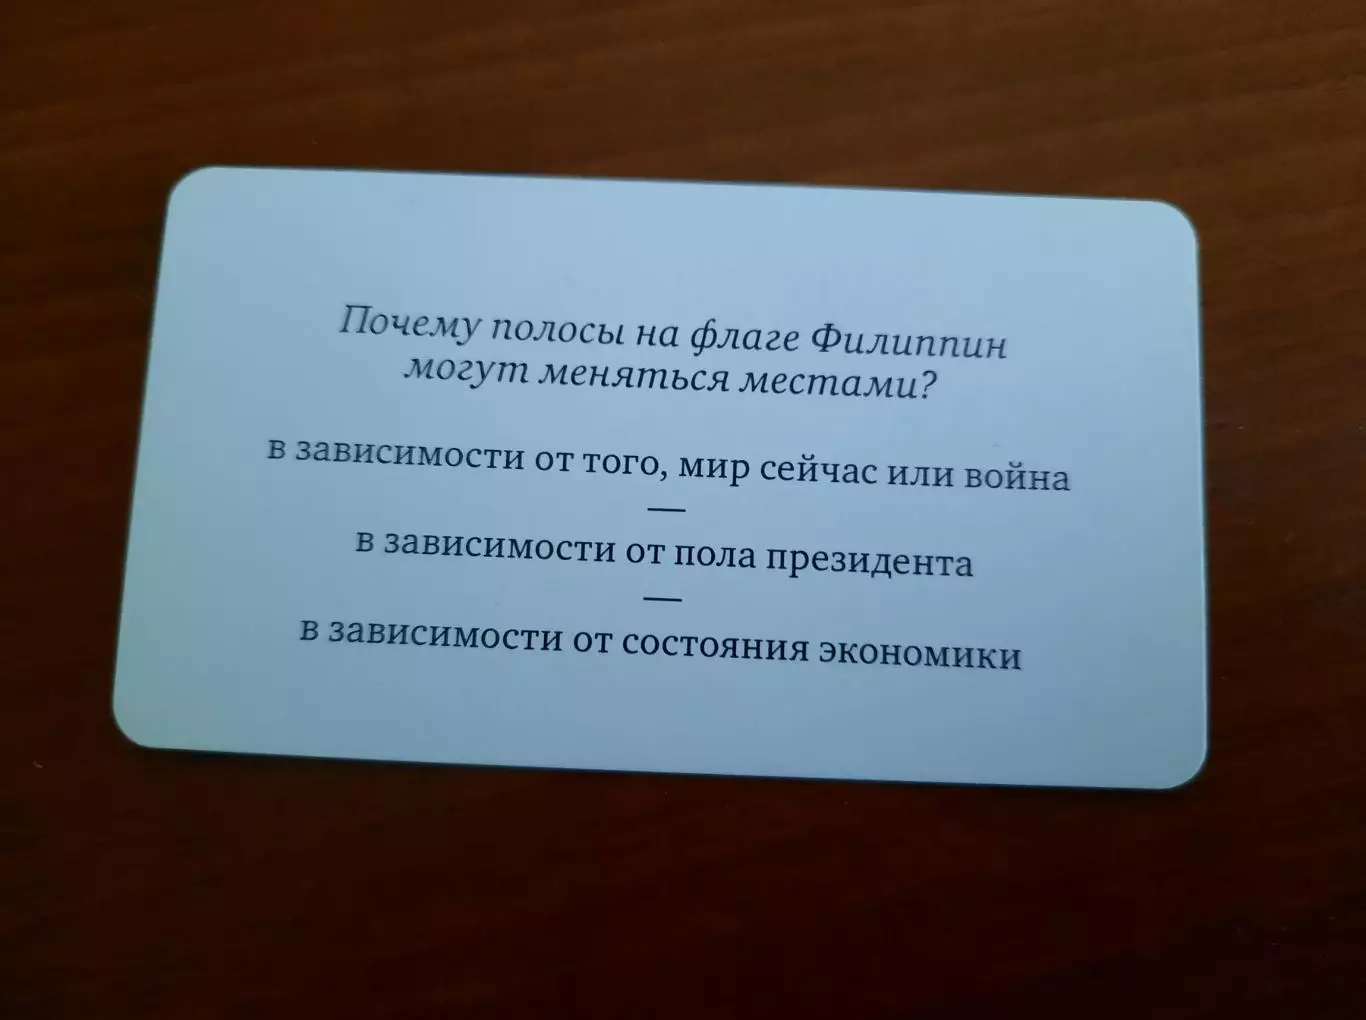 Почему полосы на флаге Филиппин
могут меняться местами?
в зависимости от того, мир сейчас или война
—
в зависимости от пола президента
—
в зависимости от состояния экономики